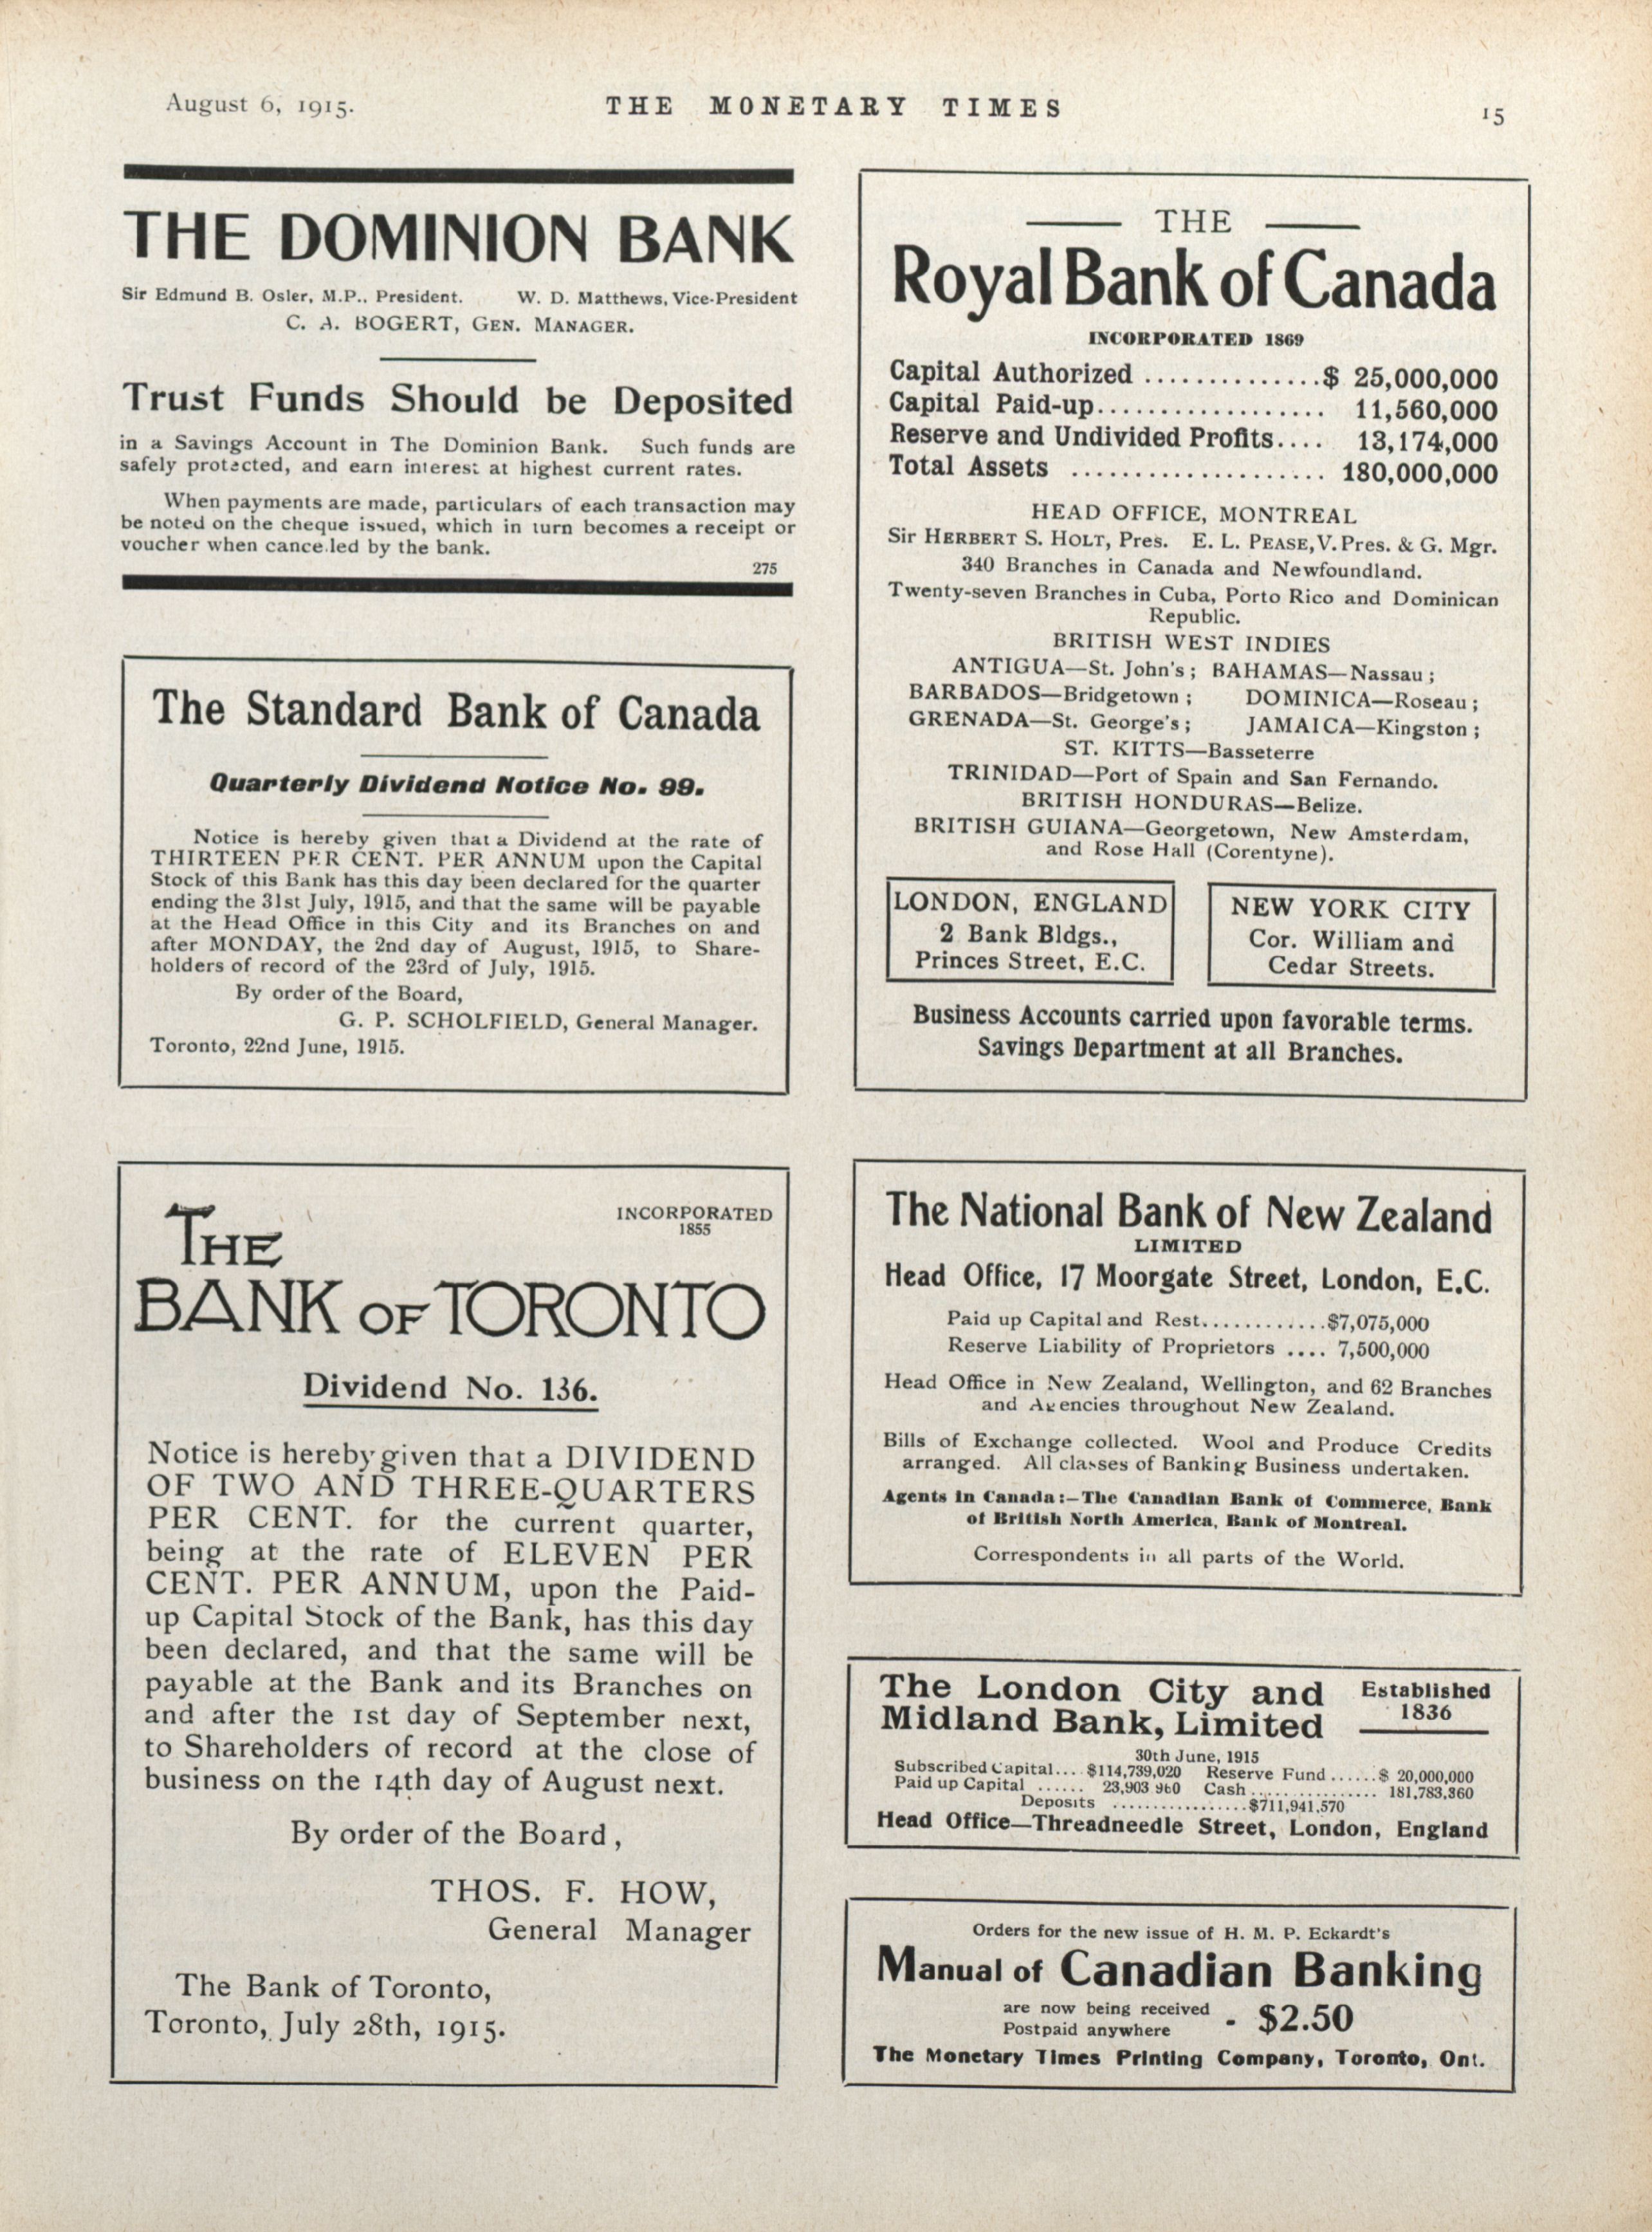 August 6, 1915.
THE MONETARY TIMES
15
THE DOMINION BANK
Sir Edmund B. Osler, M.P., President. W. D. Matthews, Vice-President
C. A. BOGERT, GEN. MANAGER.
Trust Funds Should be Deposited
in a Savings Account in The Dominion Bank. Such funds are
safely protected, and earn interest at highest current rates.
When payments are made, particulars of each transaction may
be noted on the cheque issued, which in turn becomes a receipt or
voucher when cancelled by the bank.
275
The Standard Bank of Canada
Quarterly Dividend Notice No. 99.
Notice is hereby given that a Dividend at the rate of
THIRTEEN PER CENT. PER ANNUM upon the Capital
Stock of this Bank has this day been declared for the quarter
ending the 31st July, 1915, and that the same will be payable
at the Head Office in this City and its Branches on and
after MONDAY, the 2nd day of August, 1915, to Share-
holders of record of the 23rd of July, 1915.
By order of the Board,
G. P. SCHOLFIELD, General Manager.
Toronto, 22nd June, 1915.
THE
BANK OF TORONTO
INCORPORATED
1855
Dividend No. 136.
Notice is hereby given that a DIVIDEND
OF TWO AND THREE-QUARTERS
PER CENT. for the current quarter,
being at the rate of ELEVEN PER
CENT. PER ANNUM, upon the Paid-
up Capital Stock of the Bank, has this day
been declared, and that the same will be
payable at the Bank and its Branches on
and after the 1st day of September next,
to Shareholders of record at the close of
business on the 14th day of August next.
By order of the Board,
THOS. F. HOW,
General Manager
The Bank of Toronto,
Toronto, July 28th, 1915.
THE
Royal Bank of Canada
INCORPORATED 1869
Capital Authorized ..............$ 25,000,000
Capital Paid-up.................. 11,560,000
Reserve and Undivided Profits.... 13,174,000
Total Assets .................... 180,000,000
HEAD OFFICE, MONTREAL
Sir HERBERT S. HOLT, Pres. E. L. PEASE, V. Pres. & G. Mgr.
340 Branches in Canada and Newfoundland.
Twenty-seven Branches in Cuba, Porto Rico and Dominican
Republic.
BRITISH WEST INDIES
ANTIGUA—St. John's; BAHAMAS—Nassau;
BARBADOS—Bridgetown; DOMINICA—Roseau;
GRENADA—St. George's; JAMAICA—Kingston;
ST. KITTS—Basseterre
TRINIDAD—Port of Spain and San Fernando.
BRITISH HONDURAS—Belize.
BRITISH GUIANA—Georgetown, New Amsterdam,
and Rose Hall (Corentyne).
LONDON, ENGLAND
2 Bank Bldgs.,
Princes Street, E.C.
NEW YORK CITY
Cor. William and
Cedar Streets.
Business Accounts carried upon favorable terms.
Savings Department at all Branches.
The National Bank of New Zealand
LIMITED
Head Office, 17 Moorgate Street, London, E.C.
Paid up Capital and Rest............$7,075,000
Reserve Liability of Proprietors .... 7,500,000
Head Office in New Zealand, Wellington, and 62 Branches
and Agencies throughout New Zealand.
Bills of Exchange collected. Wool and Produce Credits
arranged. All classes of Banking Business undertaken.
Agents in Canada:—The Canadian Bank of Commerce, Bank
of British North America, Bank of Montreal.
Correspondents in all parts of the World.
The London City and
Midland Bank, Limited
Established
1836
30th June, 1915
Subscribed Capital.... $114,739,020 Reserve Fund ......$ 20,000,000
Paid up Capital ...... 23,903 960 Cash ............... 181,783,360
Deposits .................$711,941,570
Head Office—Threadneedle Street, London, England
Orders for the new issue of H. M. P. Eckardt's
Manual of Canadian Banking
are now being received
Postpaid anywhere - $2.50
The Monetary Times Printing Company, Toronto, Ont.